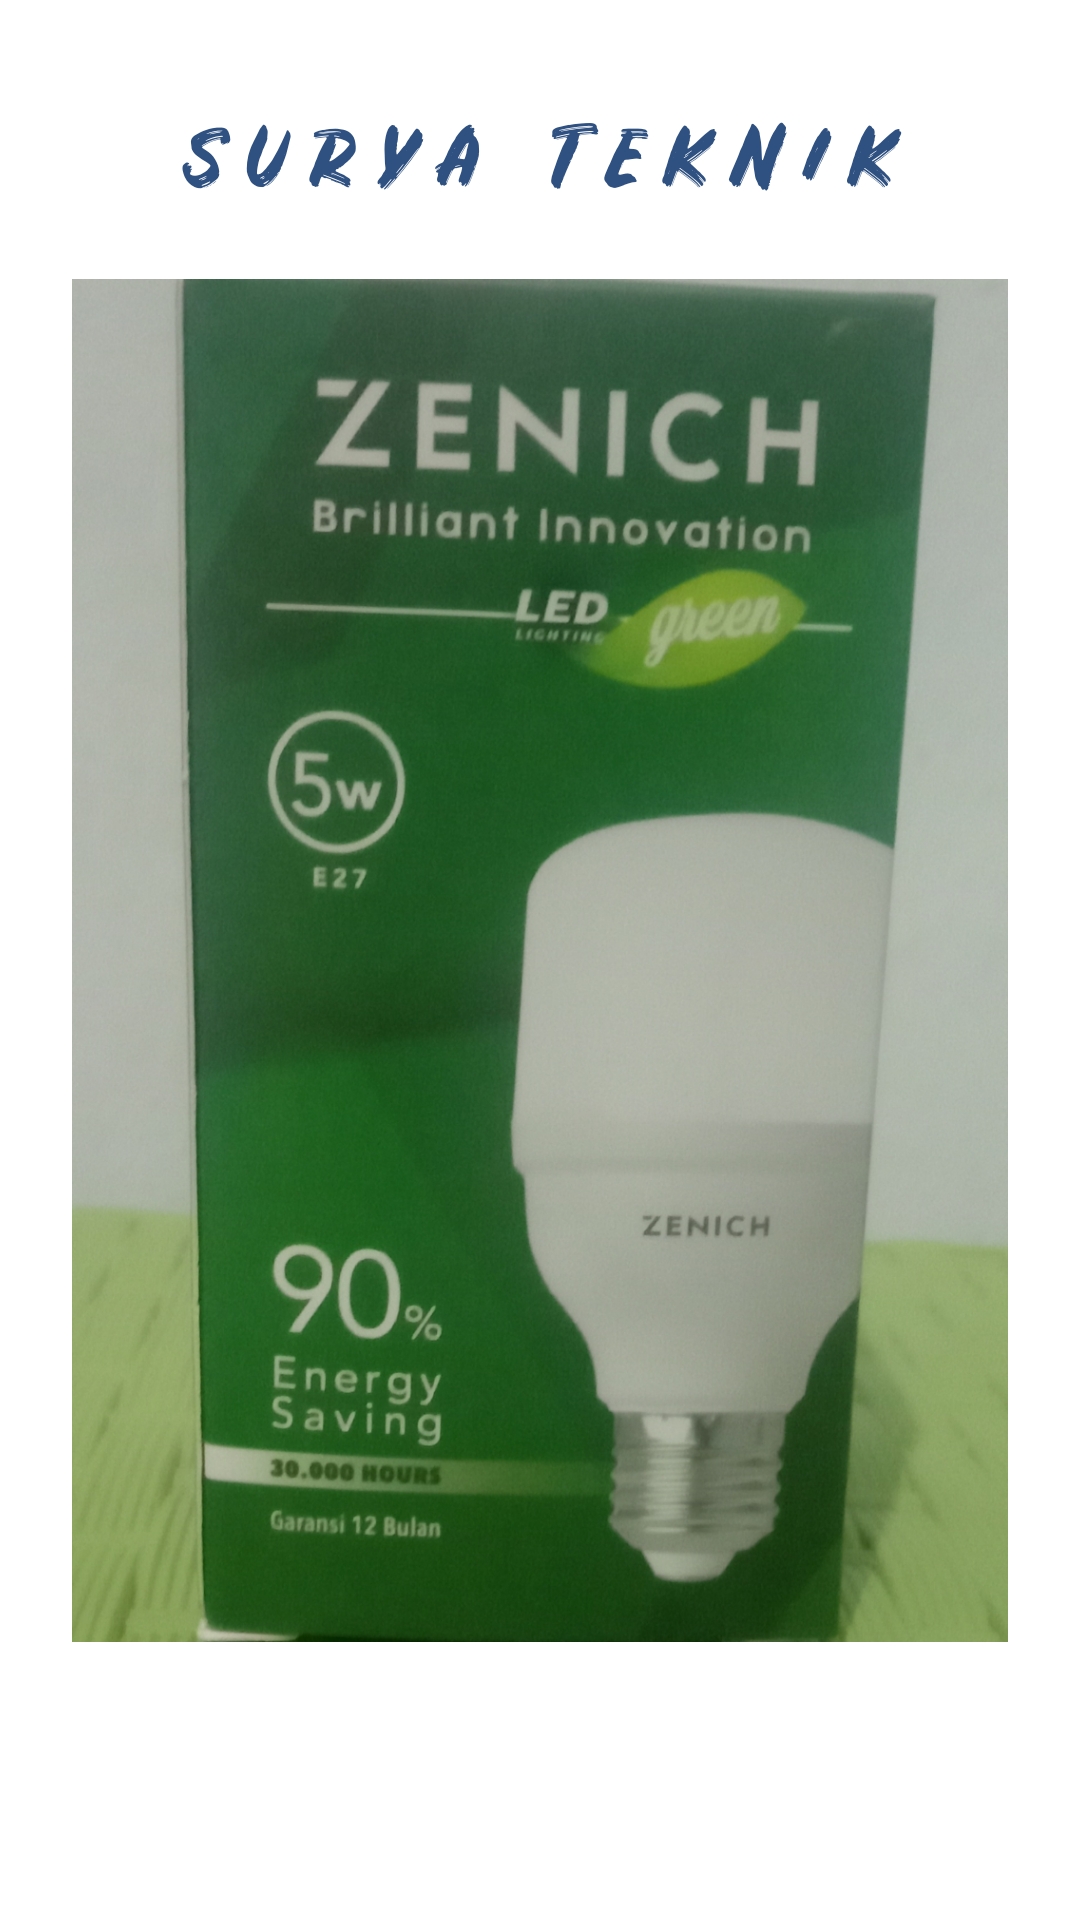 SURYA TEKNIK
ZENICH
Brilliant Innovation
LED
LIGHTING
green
5w
E27
ZENICH
90%
Energy
Saving
30.000 HOURS
Garansi 12 Bulan